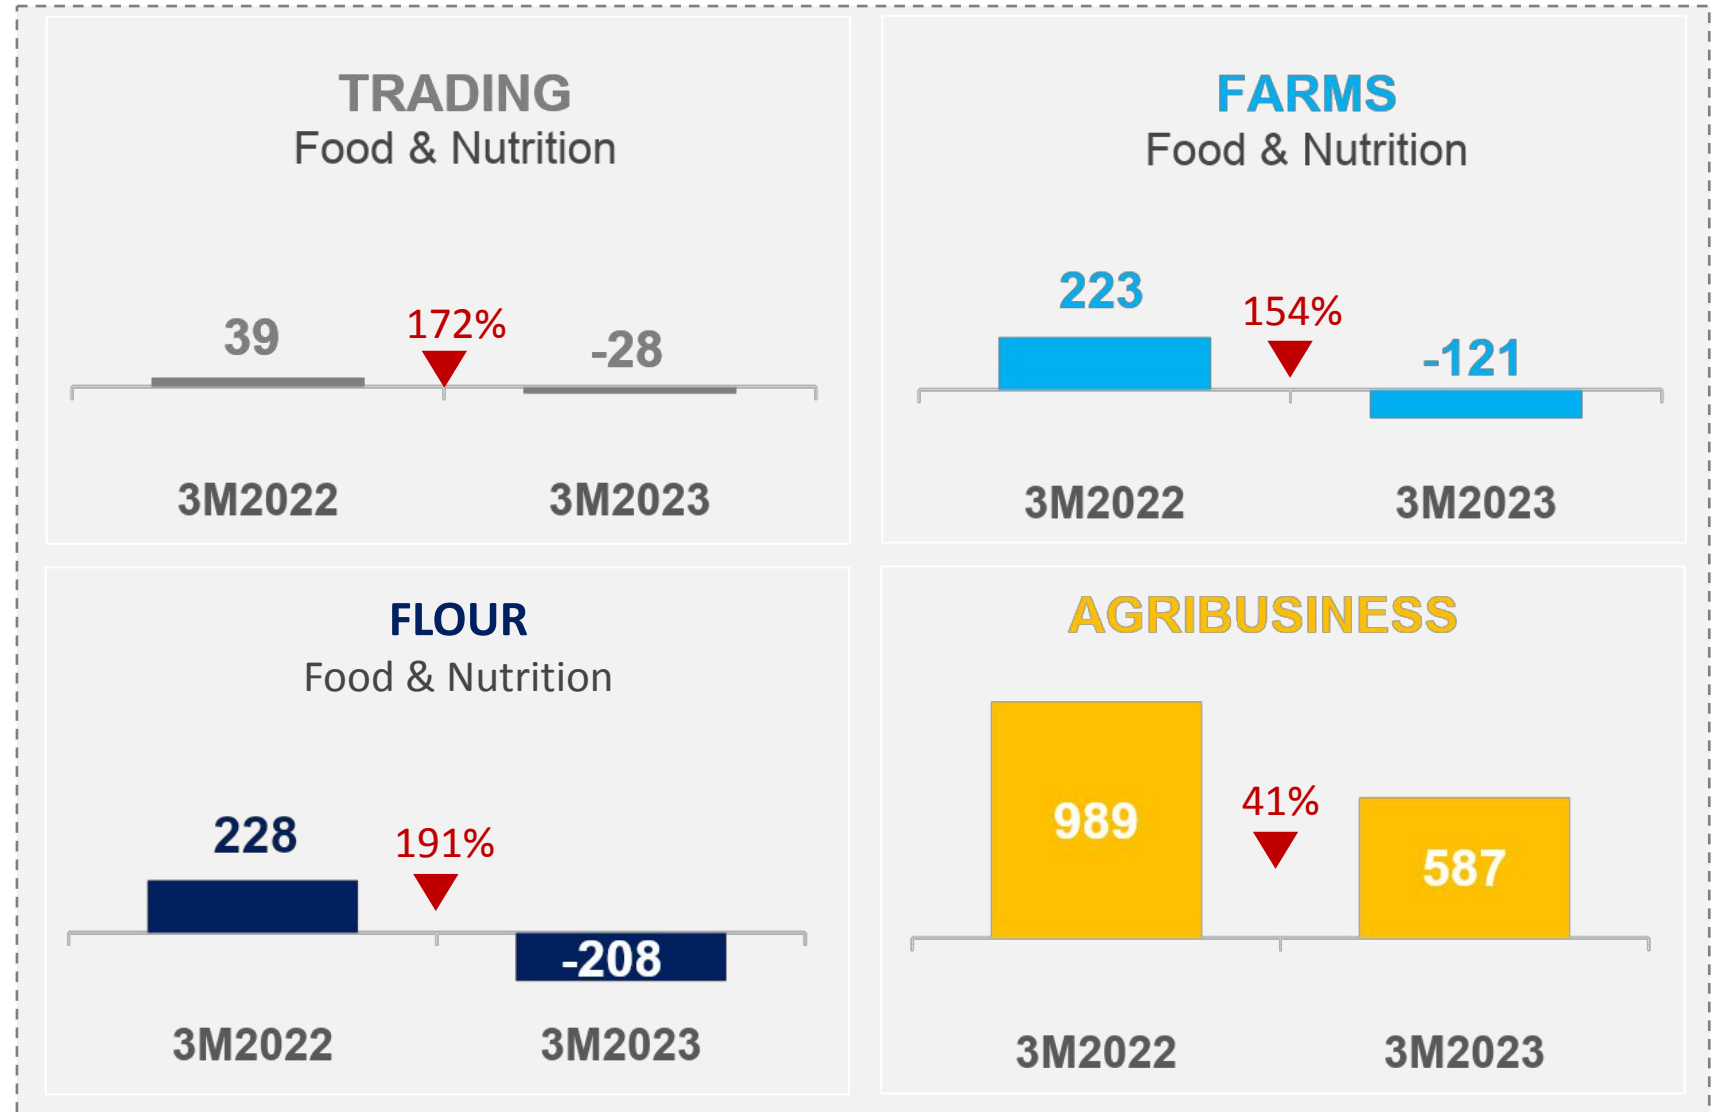 TRADING
Food & Nutrition
39
172%
-28
3M2022
3M2023
FARMS
Food & Nutrition
223
154%
-121
3M2022
3M2023
FLOUR
Food & Nutrition
228
191%
-208
3M2022
3M2023
AGRIBUSINESS
989
41%
587
3M2022
3M2023